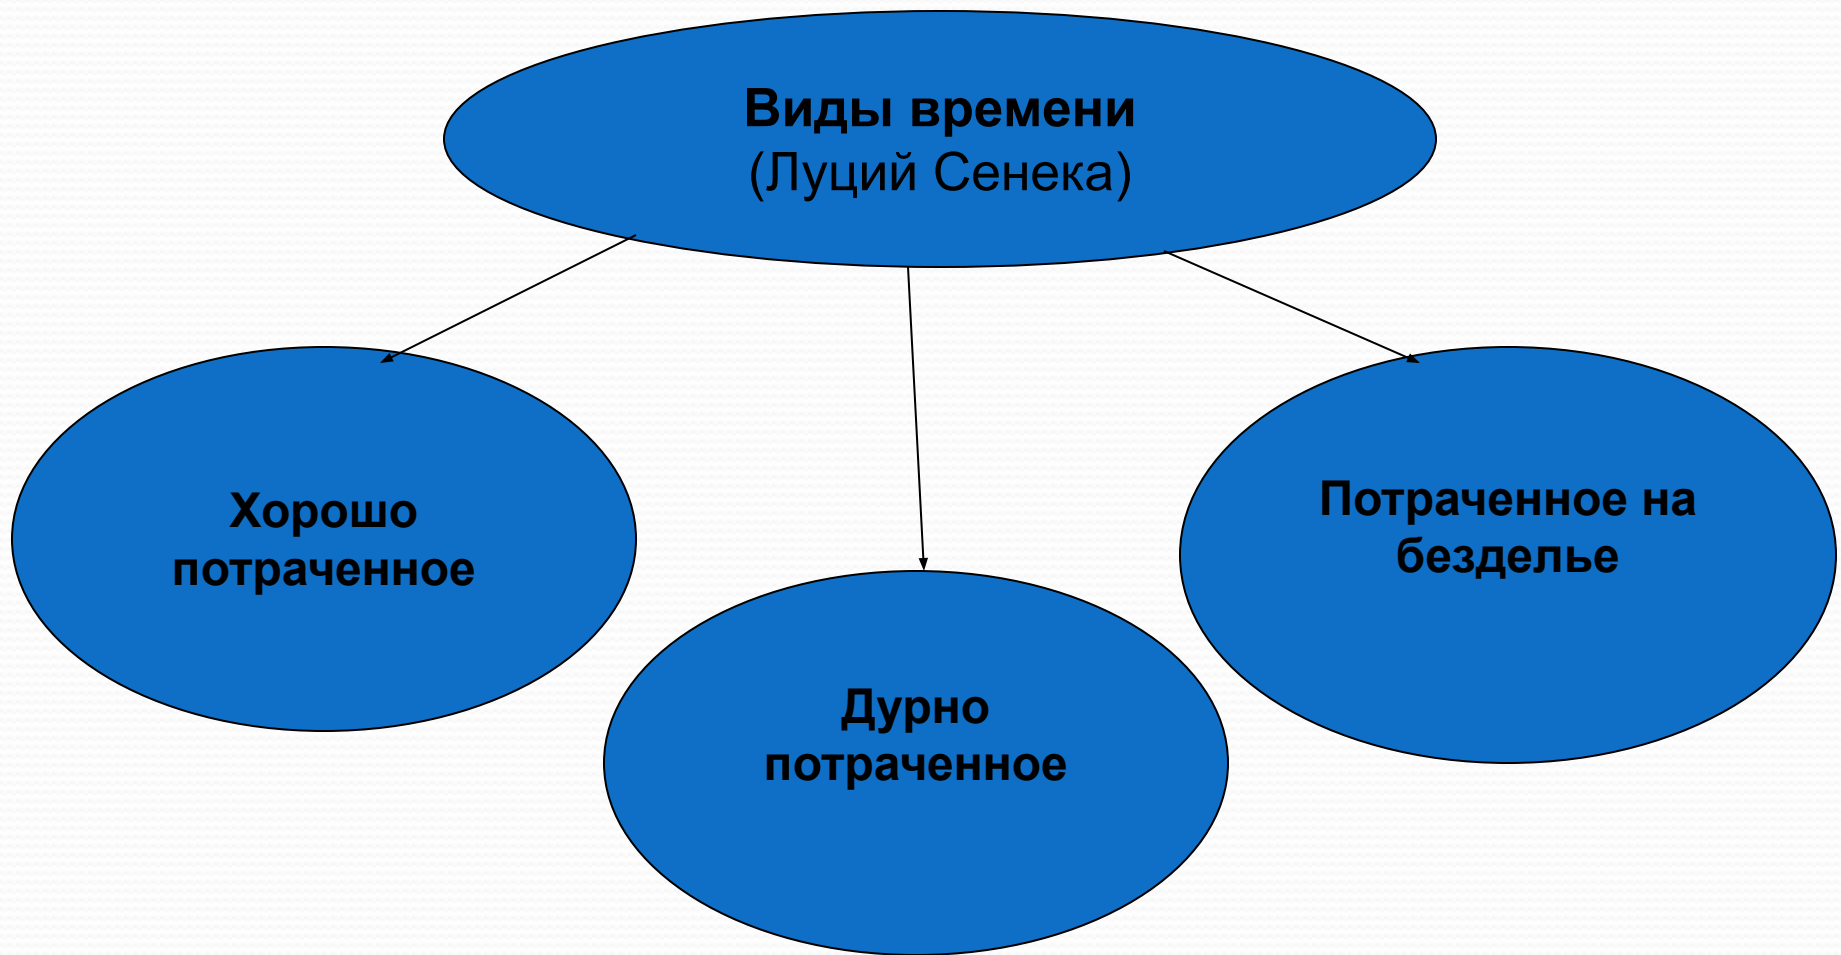 Виды времени
(Луций Сенека)
Хорошо
потраченное
Дурно
потраченное
Потраченное на
безделье